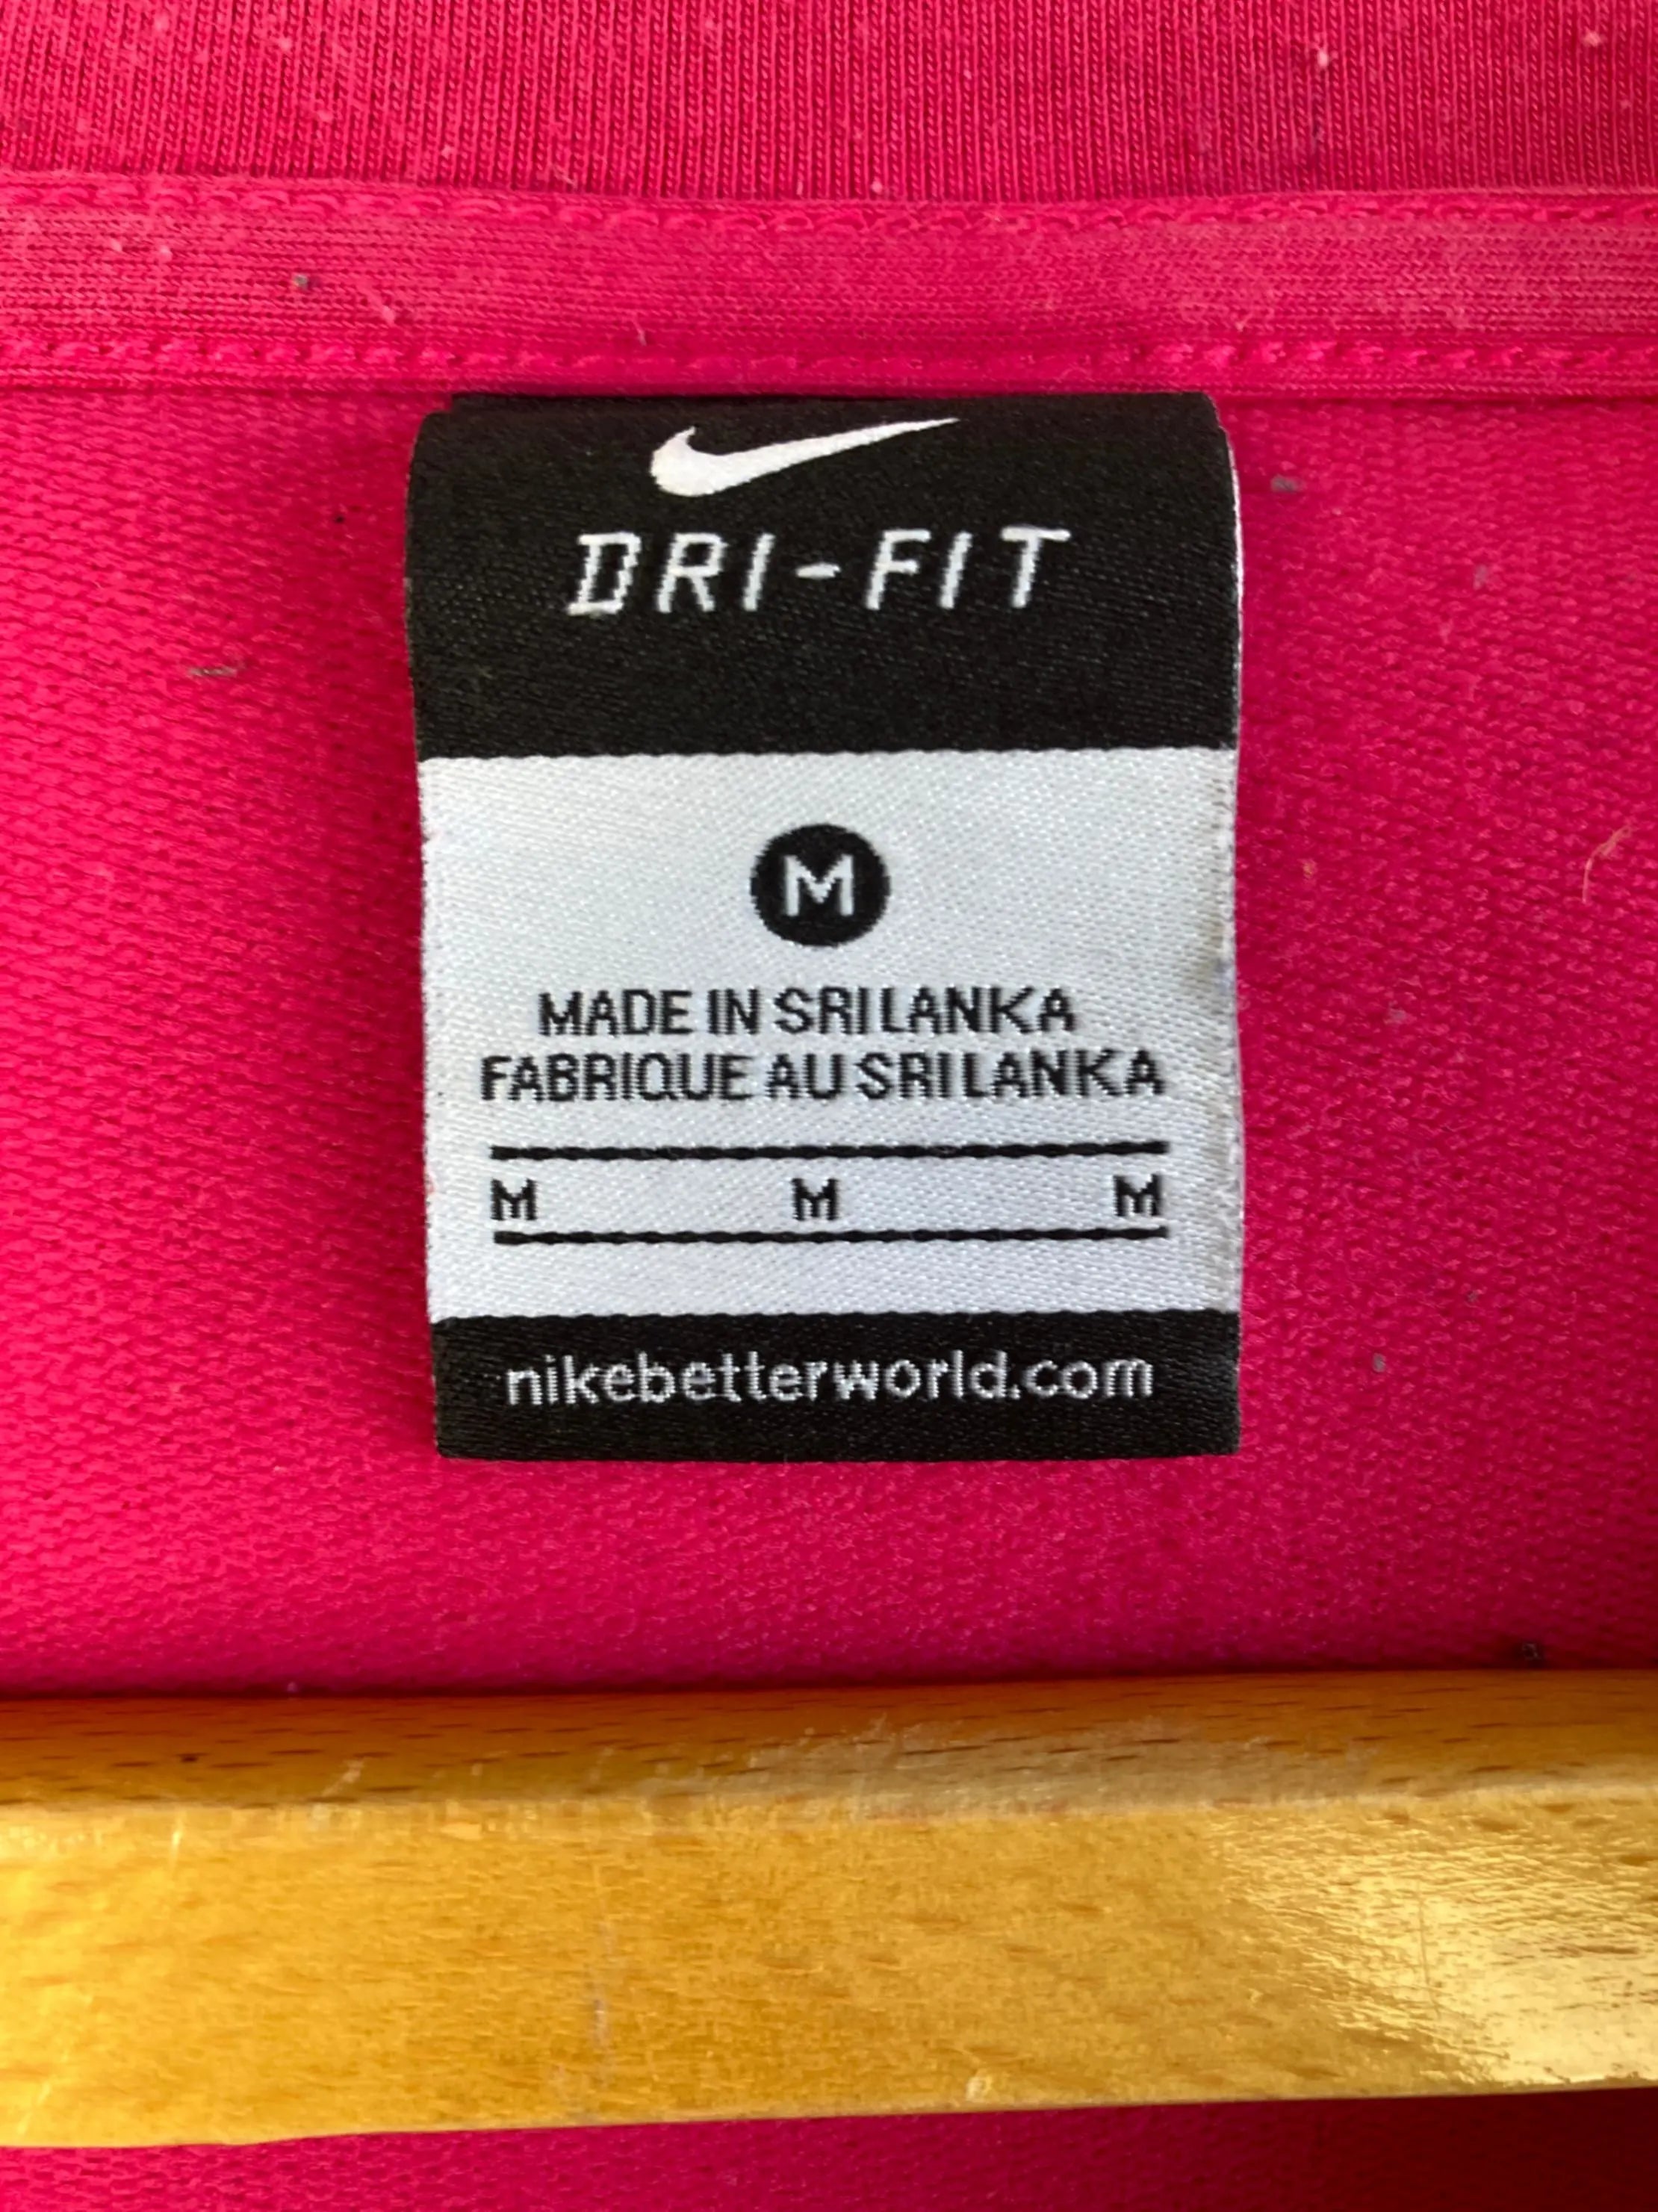 DRI-FIT
M
MADE IN SRI LANKA
FABRIQUE AU SRI LANKA
M M M
nikebetterworld.com